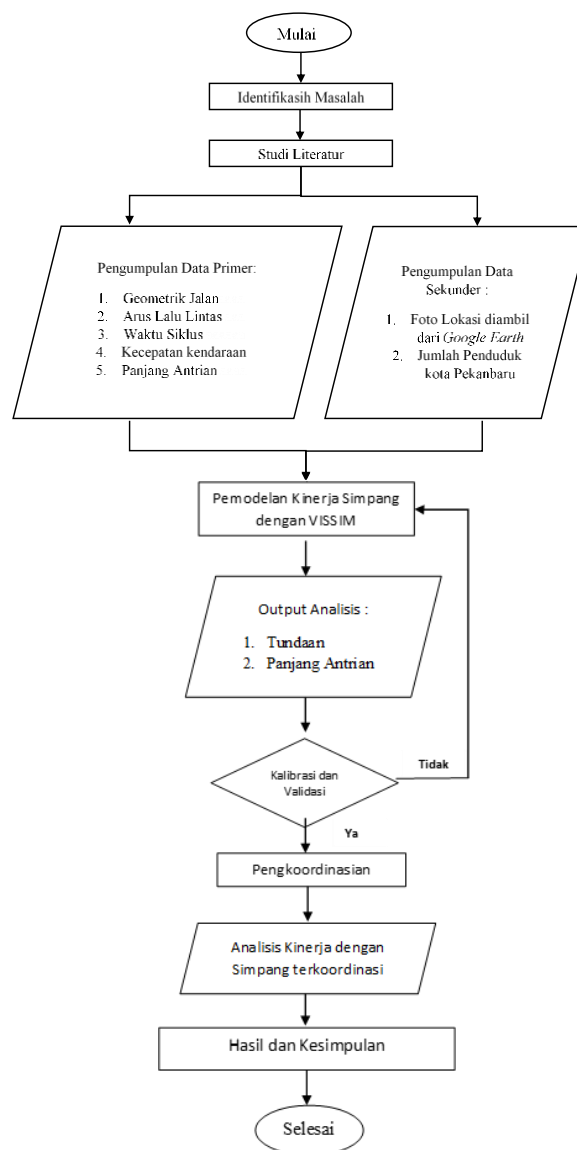 Mulai
Identifikasih Masalah
Studi Literatur
Pengumpulan Data Primer:
1. Geometrik Jalan
2. Arus Lalu Lintas
3. Waktu Siklus
4. Kecepatan kendaraan
5. Panjang Antrian
Pengumpulan Data
Sekunder :
1. Foto Lokasi diambil
dari Google Earth
2. Jumlah Penduduk
kota Pekanbaru
Pemodelan Kinerja Simpang
dengan VISSIM
Output Analisis :
1. Tundaan
2. Panjang Antrian
Kalibrasi dan
Validasi
Tidak
Ya
Pengkoordinasian
Analisis Kinerja dengan
Simpang terkoordinasi
Hasil dan Kesimpulan
Selesai